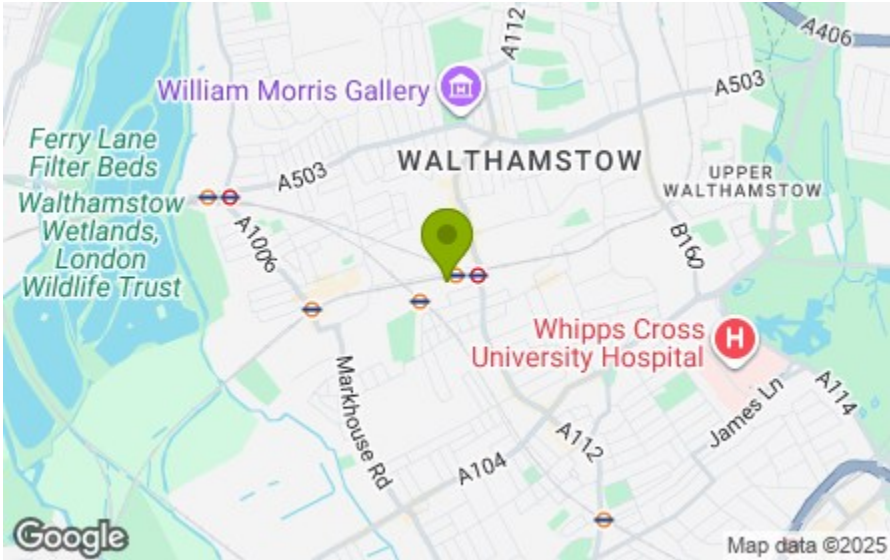 A112
A406
William Morris Gallery
A503
Ferry Lane
Filter Beds
WALTHAMSTOW
A503
UPPER
WALTHAMSTOW
Walthamstow
Wetlands,
London
Wildlife Trust
A1006
B160
Whipps Cross
University Hospital
H
Markhouse Rd
James Ln
A114
A112
A104
Google
Map data ©2025